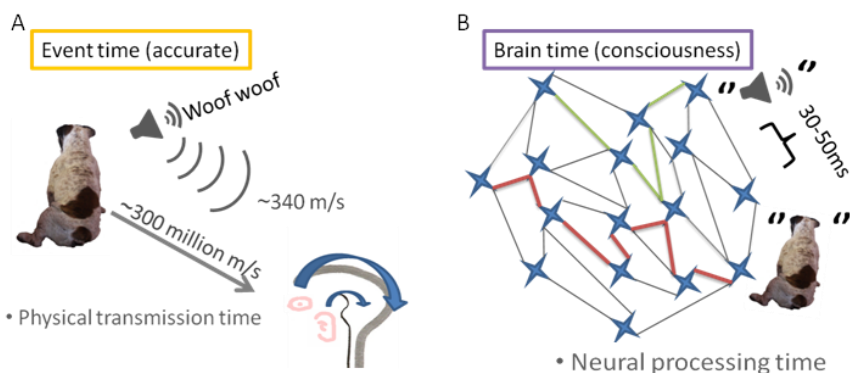 A
Event time (accurate)
Woof woof
~340 m/s
~300 million m/s
• Physical transmission time
B
Brain time (consciousness)
" "
30-50ms
" "
• Neural processing time